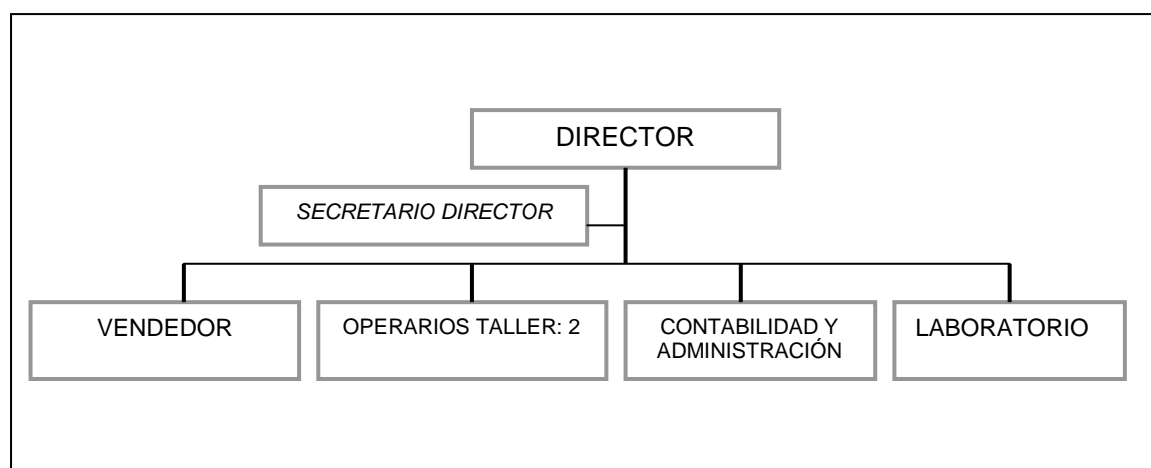 DIRECTOR
SECRETARIO DIRECTOR
VENDEDOR
OPERARIOS TALLER: 2
CONTABILIDAD Y
ADMINISTRACIÓN
LABORATORIO